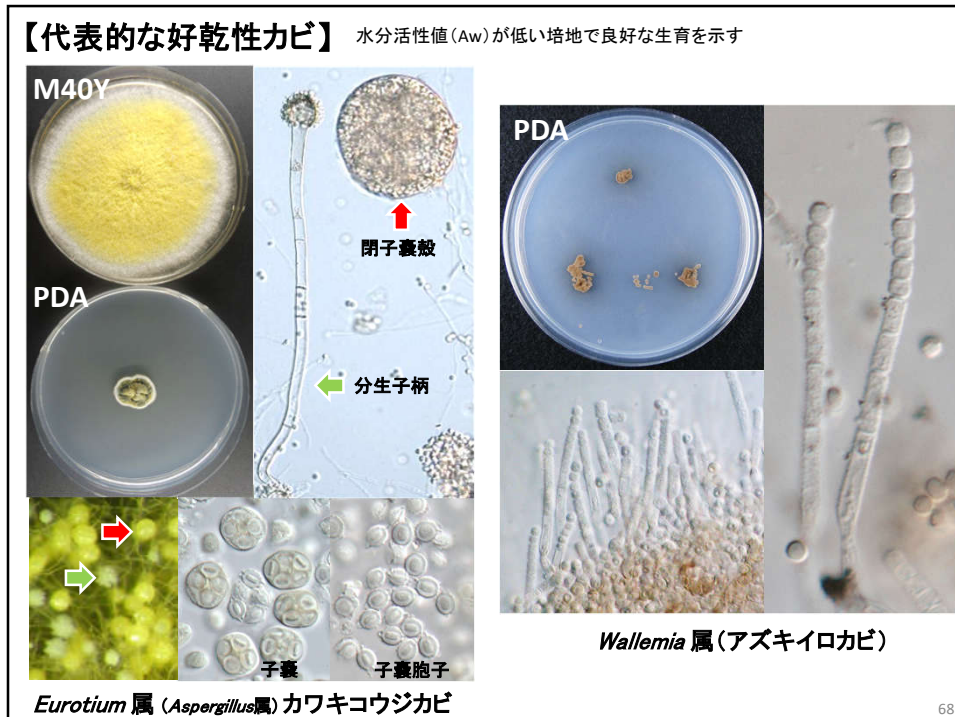 【代表的な好乾性カビ】 水分活性値（Aw）が低い培地で良好な生育を示す
M40Y
閉子嚢殻
PDA
分生子柄
子嚢
子嚢胞子
Eurotium 属 （Aspergillus属） カワキコウジカビ
PDA
Wallemia 属（アズキイロカビ）
68